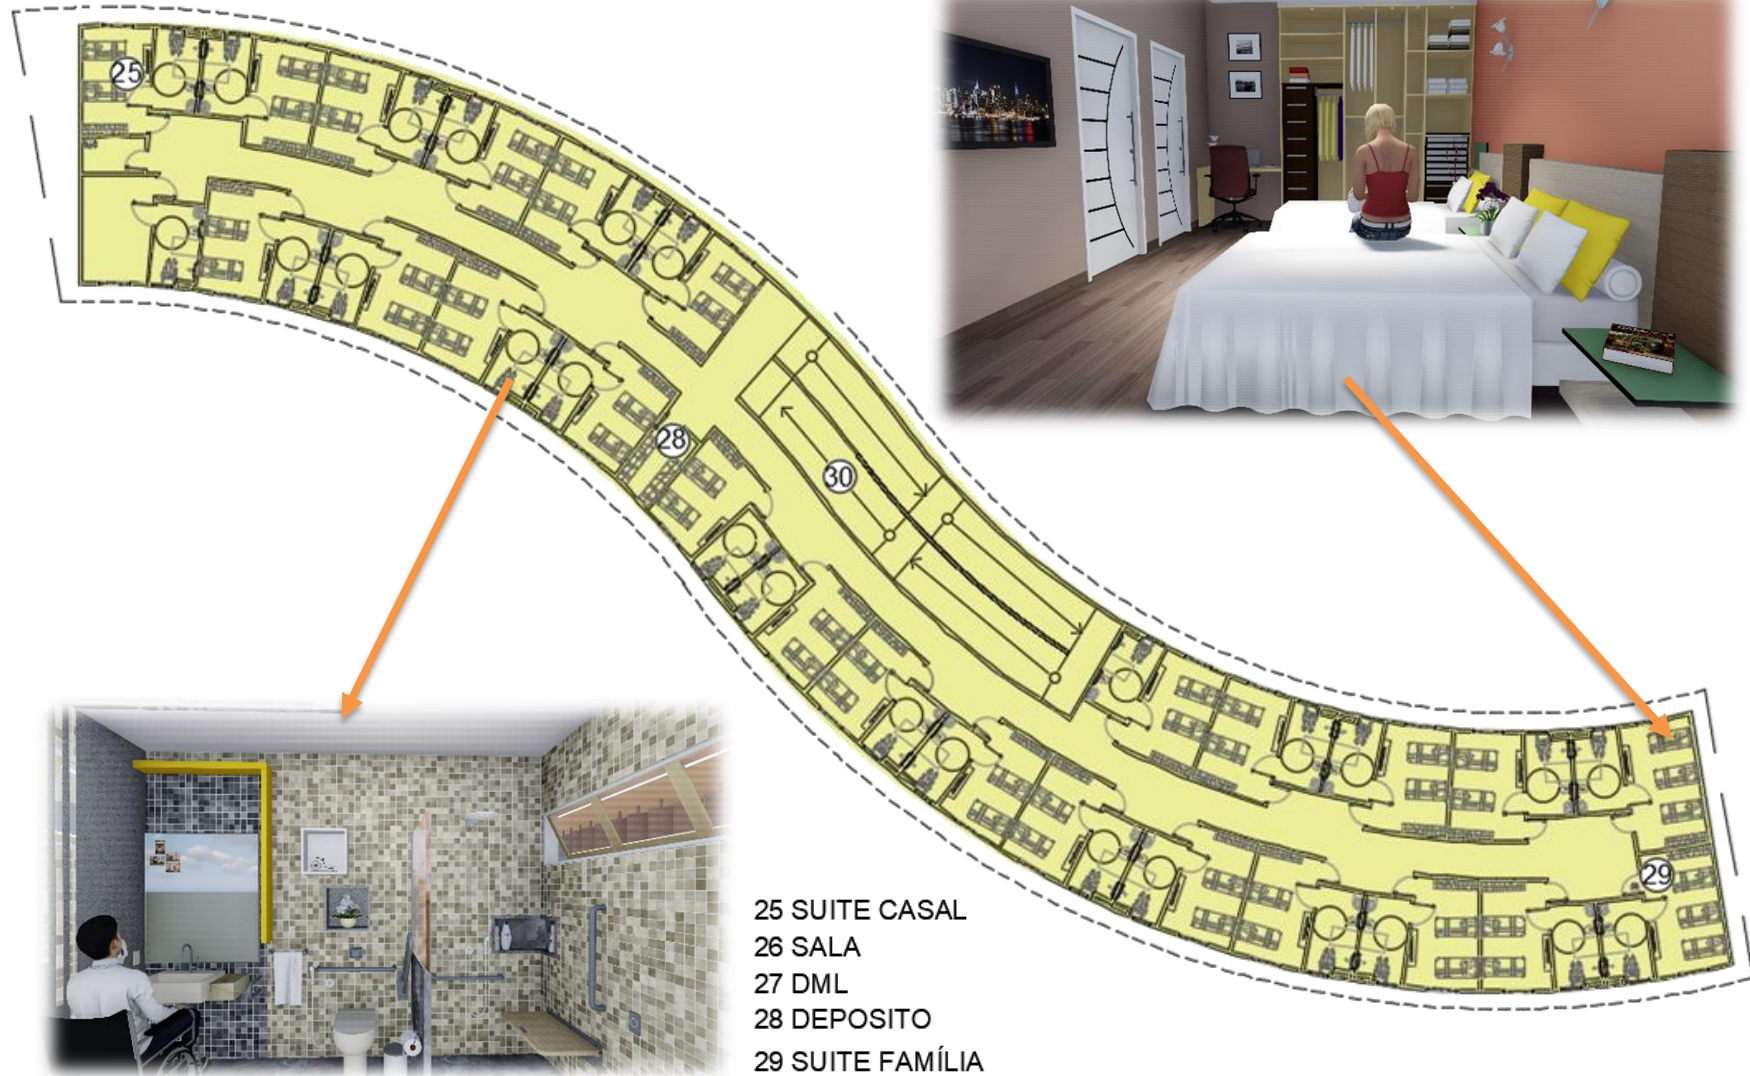 25
28
30
29
25 SUITE CASAL
26 SALA
27 DML
28 DEPOSITO
29 SUITE FAMÍLIA